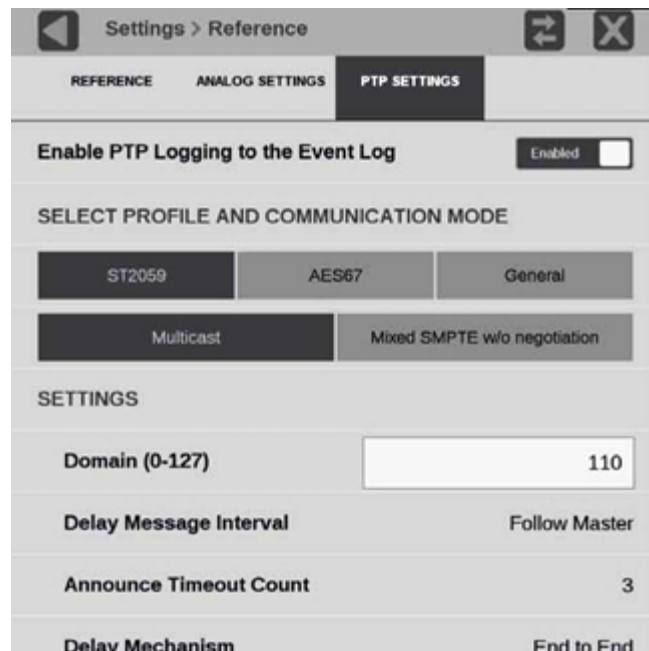 Settings > Reference
REFERENCE ANALOG SETTINGS PTP SETTINGS
Enable PTP Logging to the Event Log Enabled
SELECT PROFILE AND COMMUNICATION MODE
ST2059 AES67 General
Multicast Mixed SMPTE w/o negotiation
SETTINGS
Domain (0-127) 110
Delay Message Interval Follow Master
Announce Timeout Count 3
Delay Mechanism End to End